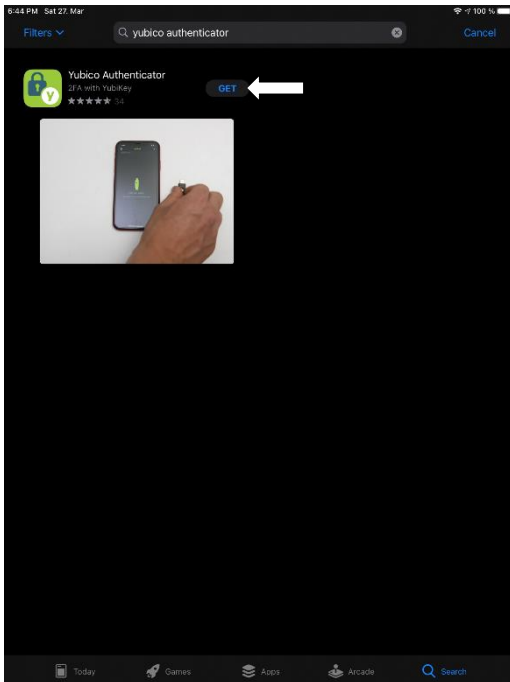 6:44 PM Sat 27. Mar 100 %
Filters yubico authenticator Cancel
Yubico Authenticator
2FA with YubiKey
34
GET
y
Today Games Apps Arcade Search